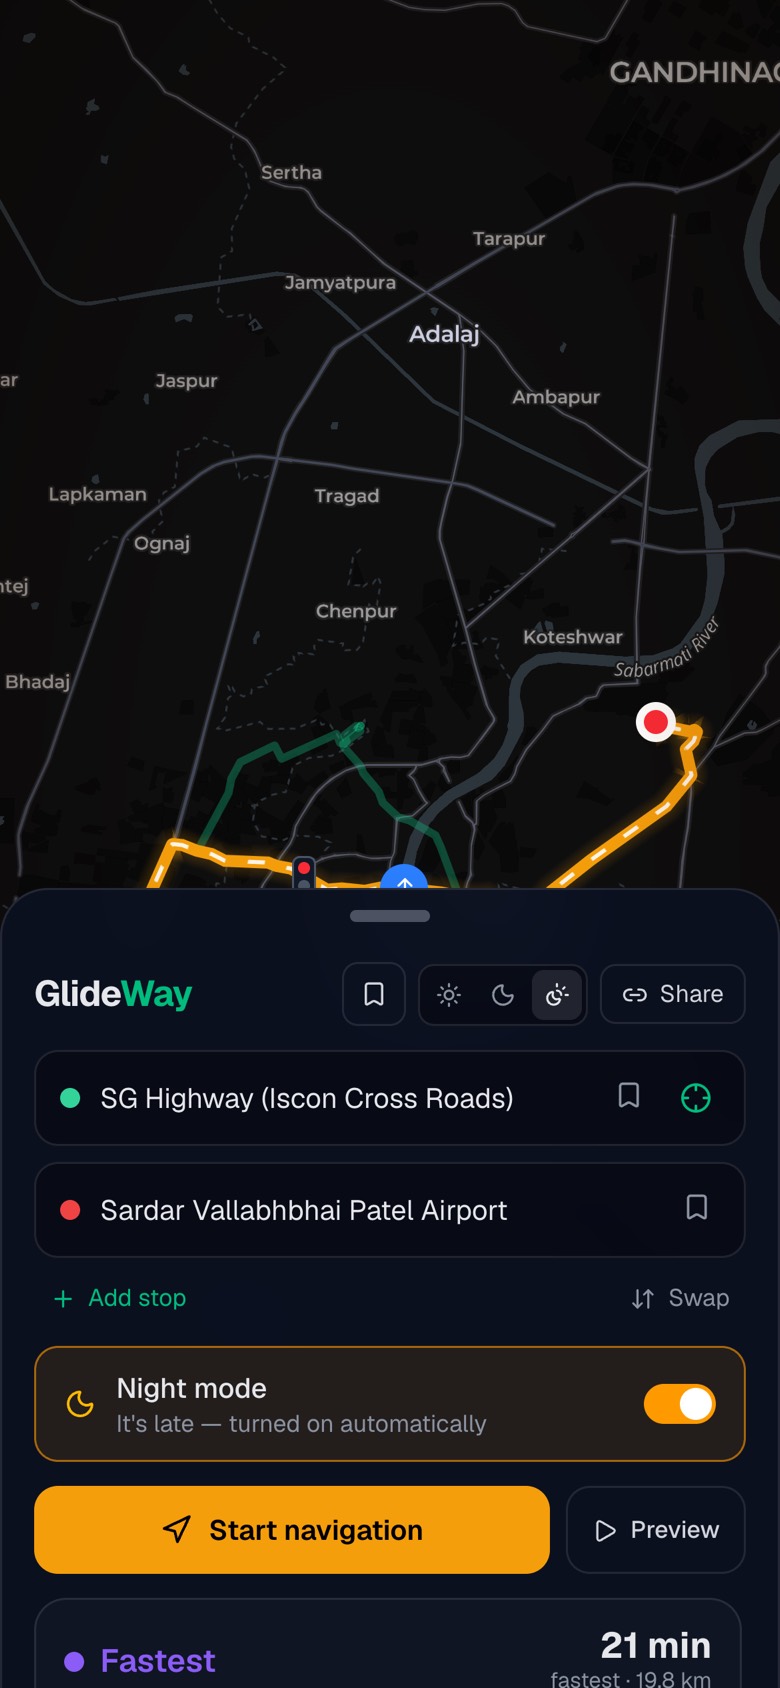 GANDHINAG
Sertha
Tarapur
Jamyatpura
Adalaj
ar
Jaspur
Ambapur
Lapkaman
Tragad
Ognaj
ntej
Chenpur
Koteshwar
Sabarmati River
Bhadaj
GlideWay
Share
SG Highway (Iscon Cross Roads)
Sardar Vallabhbhai Patel Airport
Add stop
Swap
Night mode
It's late — turned on automatically
Start navigation
Preview
21 min
Fastest
fastest · 19.8 km